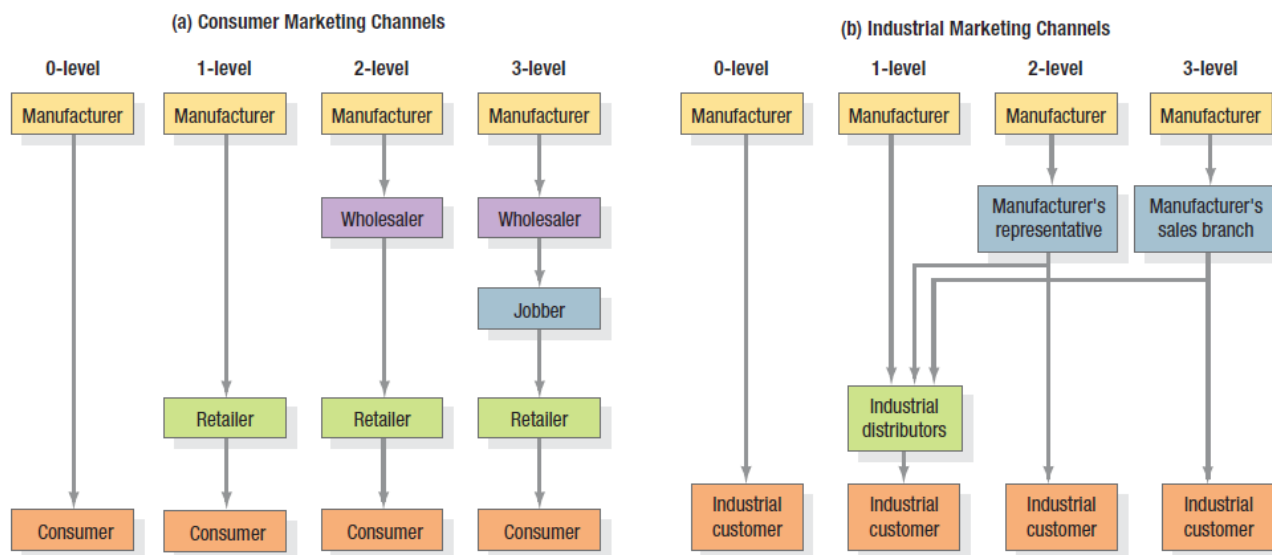 (a) Consumer Marketing Channels
0-level
1-level
2-level
3-level
Manufacturer
Manufacturer
Manufacturer
Manufacturer
Wholesaler
Wholesaler
Jobber
Retailer
Retailer
Retailer
Consumer
Consumer
Consumer
Consumer
(b) Industrial Marketing Channels
0-level
1-level
2-level
3-level
Manufacturer
Manufacturer
Manufacturer
Manufacturer
Manufacturer's
representative
Manufacturer's
sales branch
Industrial
distributors
Industrial
customer
Industrial
customer
Industrial
customer
Industrial
customer